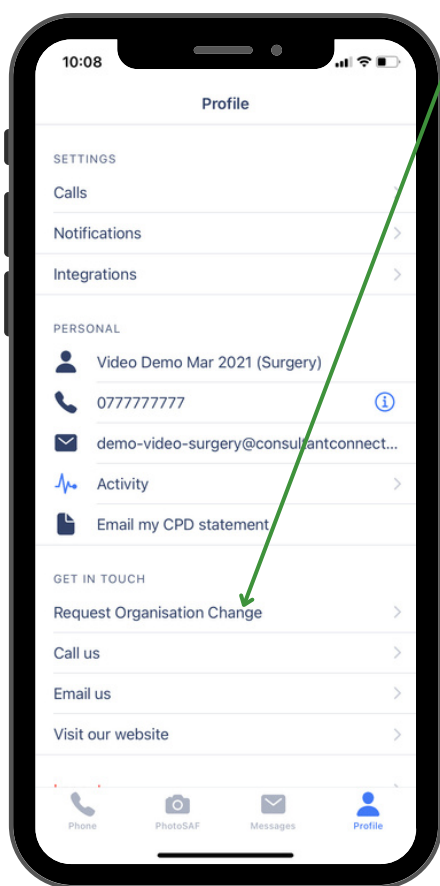 10:08
Profile
SETTINGS
Calls
Notifications
Integrations
PERSONAL
Video Demo Mar 2021 (Surgery)
0777777777
demo-video-surgery@consultantconnect...
Activity
Email my CPD statement
GET IN TOUCH
Request Organisation Change
Call us
Email us
Visit our website
Phone PhotoSAF Messages Profile